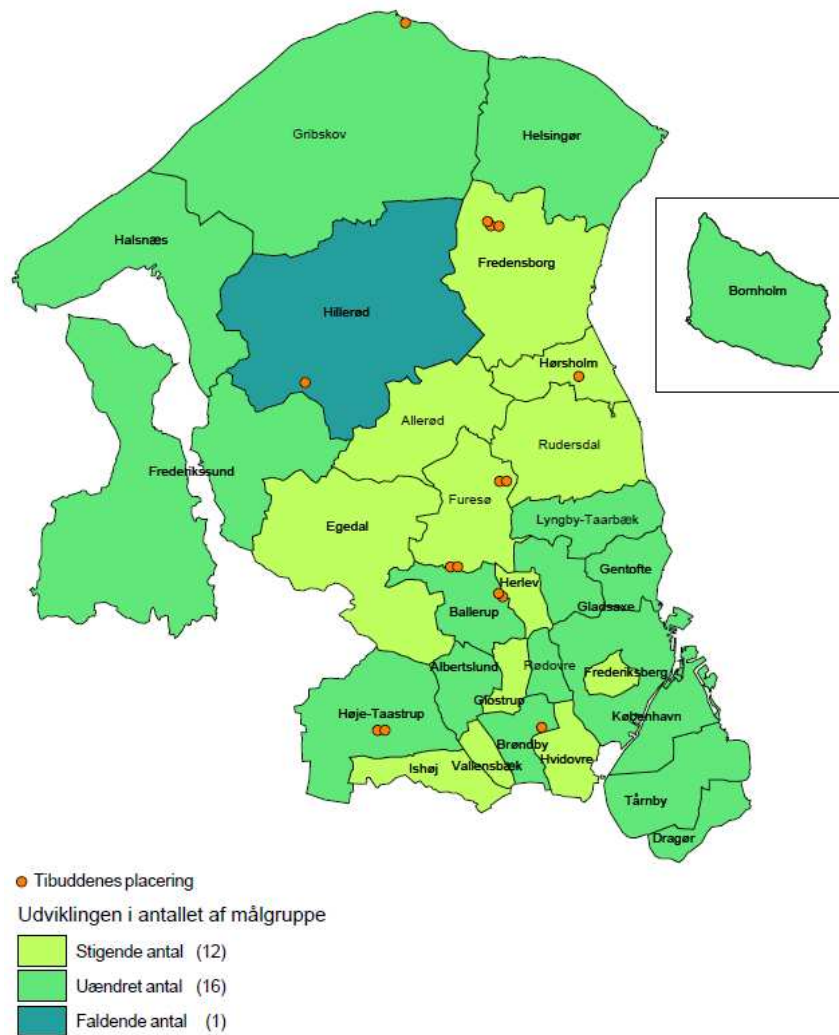 Gribskov
Helsingør
Halsnæs
Fredensborg
Bornholm
Hillerød
Hørsholm
Allerød
Rudersdal
Frederikssund
Furesø
Egedal
Lyngby-Taarbæk
Gentofte
Herlev
Ballerup
Gladsaxe
Albertslund
Rødovre
Frederiksberg
Glostrup
Høje-Taastrup
København
Brøndby
Hvidovre
Vallensbæk
Ishøj
Tårnby
Dragør
Tibuddenes placering
Udviklingen i antallet af målgruppe
Stigende antal (12)
Uændret antal (16)
Faldende antal (1)